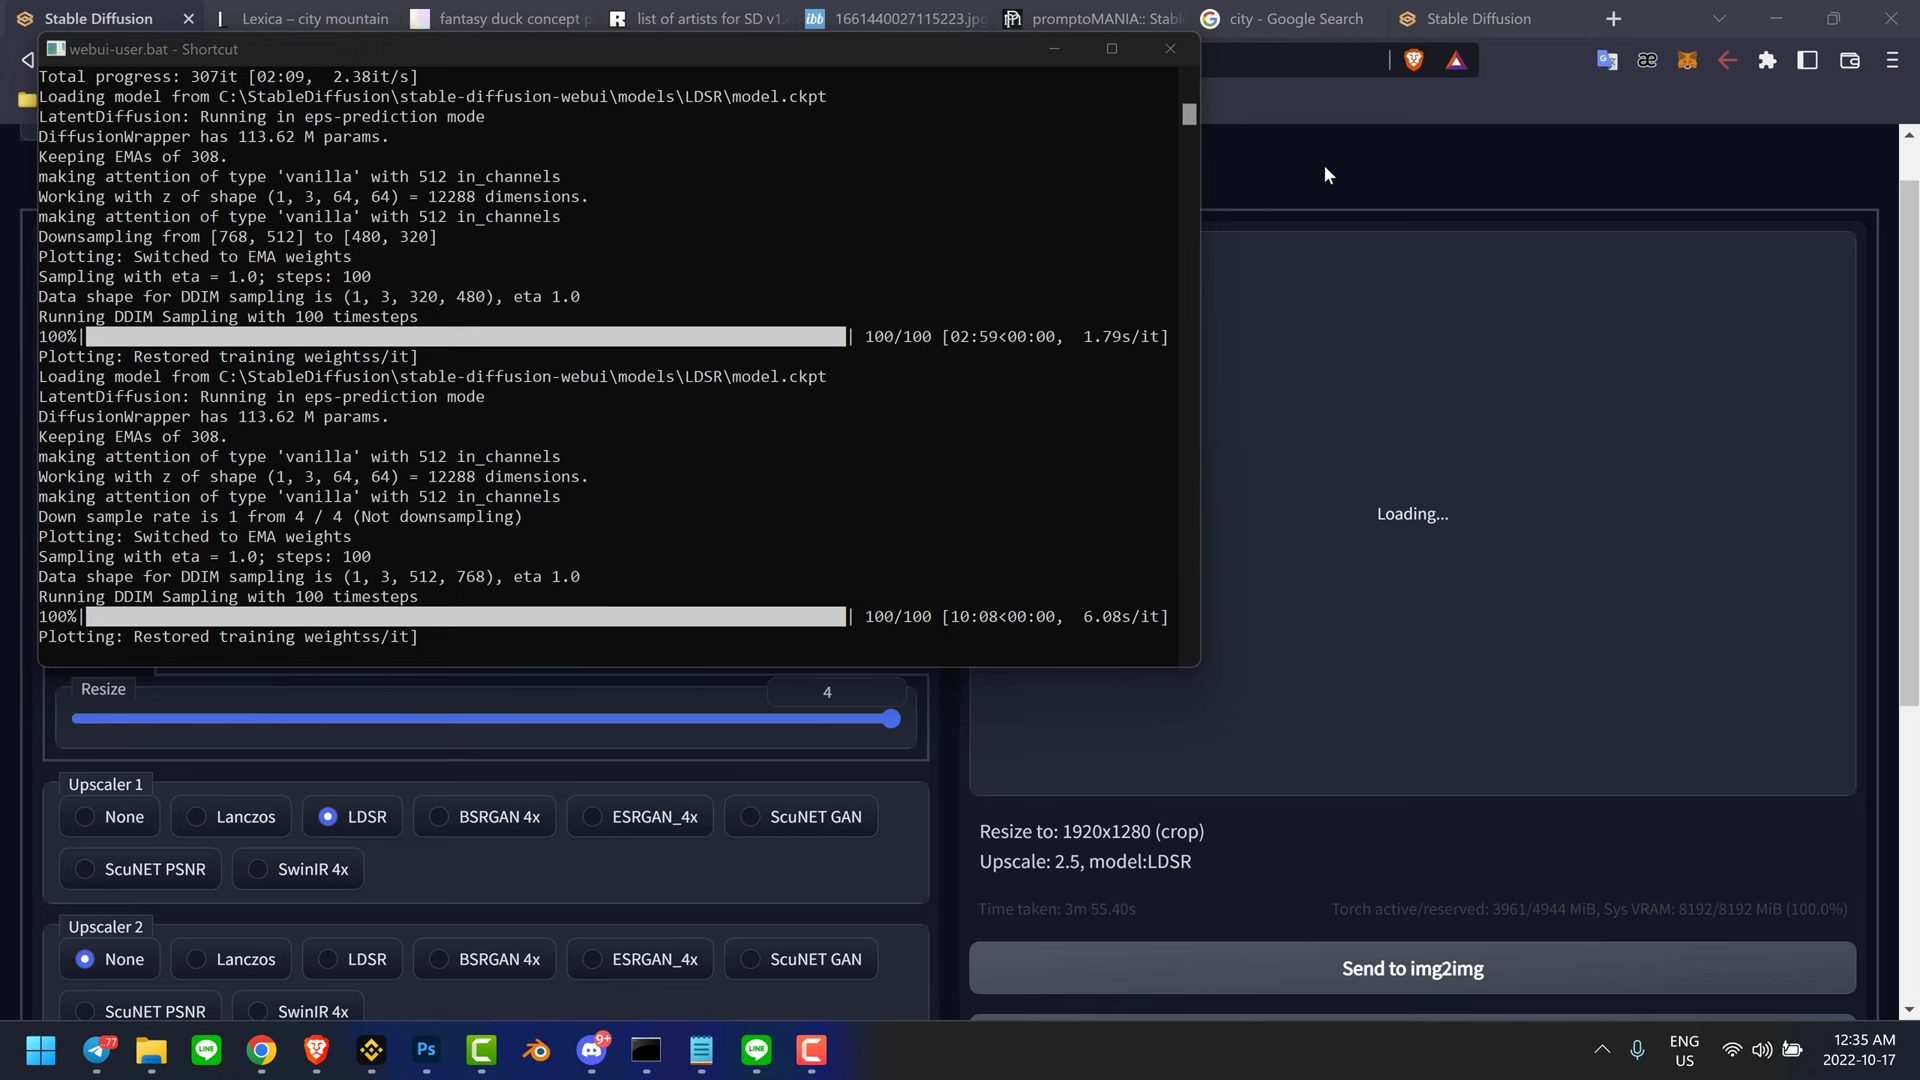 Stable Diffusion
Lexica – city mountain
fantasy duck concept p
list of artists for SD v1.
1661440027115223.jpg
promptoMANIA:: Stabl
city - Google Search
Stable Diffusion
webui-user.bat - Shortcut
Total progress: 307it [02:09,  2.38it/s]
Loading model from C:\StableDiffusion\stable-diffusion-webui\models\LDSR\model.ckpt
LatentDiffusion: Running in eps-prediction mode
DiffusionWrapper has 113.62 M params.
Keeping EMAs of 308.
making attention of type 'vanilla' with 512 in_channels
Working with z of shape (1, 3, 64, 64) = 12288 dimensions.
making attention of type 'vanilla' with 512 in_channels
Downsampling from [768, 512] to [480, 320]
Plotting: Switched to EMA weights
Sampling with eta = 1.0; steps: 100
Data shape for DDIM sampling is (1, 3, 320, 480), eta 1.0
Running DDIM Sampling with 100 timesteps
100%| | 100/100 [02:59<00:00,  1.79s/it]
Plotting: Restored training weightss/it]
Loading model from C:\StableDiffusion\stable-diffusion-webui\models\LDSR\model.ckpt
LatentDiffusion: Running in eps-prediction mode
DiffusionWrapper has 113.62 M params.
Keeping EMAs of 308.
making attention of type 'vanilla' with 512 in_channels
Working with z of shape (1, 3, 64, 64) = 12288 dimensions.
making attention of type 'vanilla' with 512 in_channels
Down sample rate is 1 from 4 / 4 (Not downsampling)
Plotting: Switched to EMA weights
Sampling with eta = 1.0; steps: 100
Data shape for DDIM sampling is (1, 3, 512, 768), eta 1.0
Running DDIM Sampling with 100 timesteps
100%| | 100/100 [10:08<00:00,  6.08s/it]
Plotting: Restored training weightss/it]
Loading...
Resize
4
Upscaler 1
None
Lanczos
LDSR
BSRGAN 4x
ESRGAN_4x
ScuNET GAN
ScuNET PSNR
SwinIR 4x
Upscaler 2
None
Lanczos
LDSR
BSRGAN 4x
ESRGAN_4x
ScuNET GAN
ScuNET PSNR
SwinIR 4x
Resize to: 1920x1280 (crop)
Upscale: 2.5, model:LDSR
Time taken: 3m 55.40s
Torch active/reserved: 3961/4944 MiB, Sys VRAM: 8192/8192 MiB (100.0%)
Send to img2img
ENG
US
12:35 AM
2022-10-17